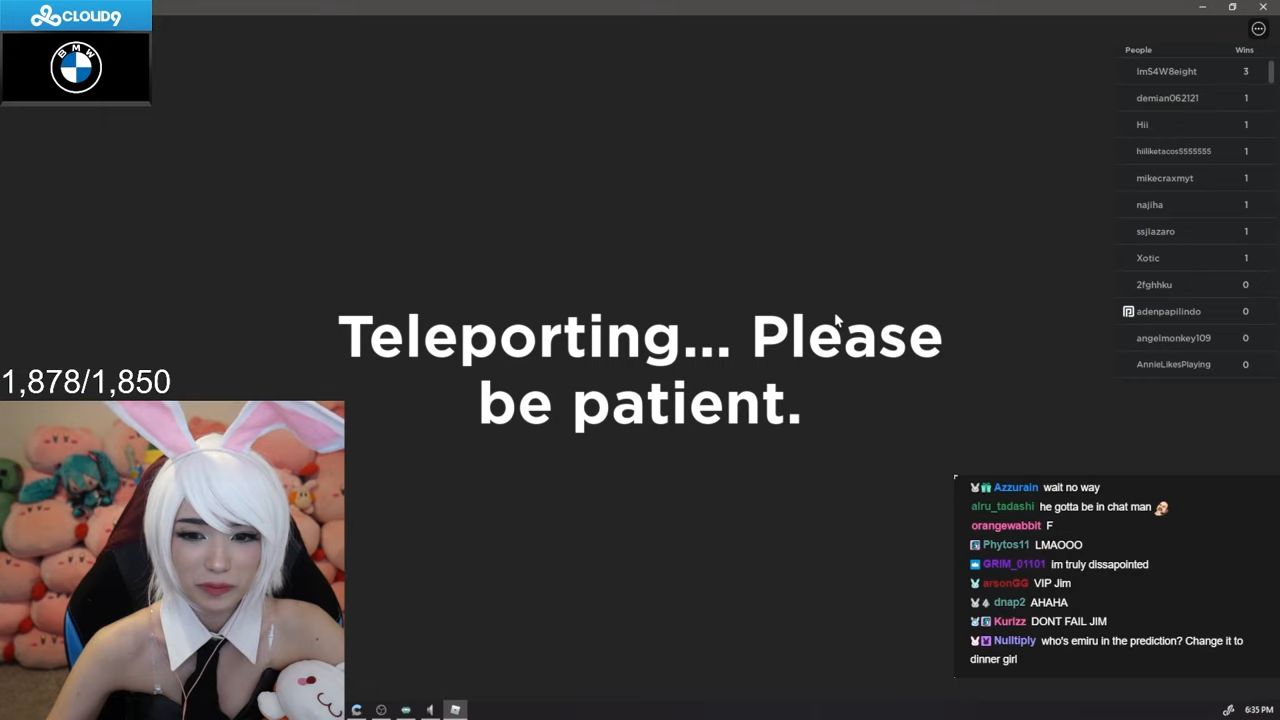 CLOUD9
BMW
People Wins
ImS4W8eight 3
demian062121 1
Hii 1
hiiliketacos5555555 1
mikecraxmyt 1
najiha 1
ssjlazaro 1
Xotic 1
2fghhku 0
adenpapilindo 0
angelmonkey109 0
AnnieLikesPlaying 0
Teleporting... Please
be patient.
1,878/1,850
Azzurain wait no way
alru_tadashi he gotta be in chat man
orangewabbit F
Phytos11 LMAOOO
GRIM_01101 im truly dissapointed
arsonGG VIP Jim
dnap2 AHAHA
Kurizz DONT FAIL JIM
Nulltiply who's emiru in the prediction? Change it to
dinner girl
6:35 PM